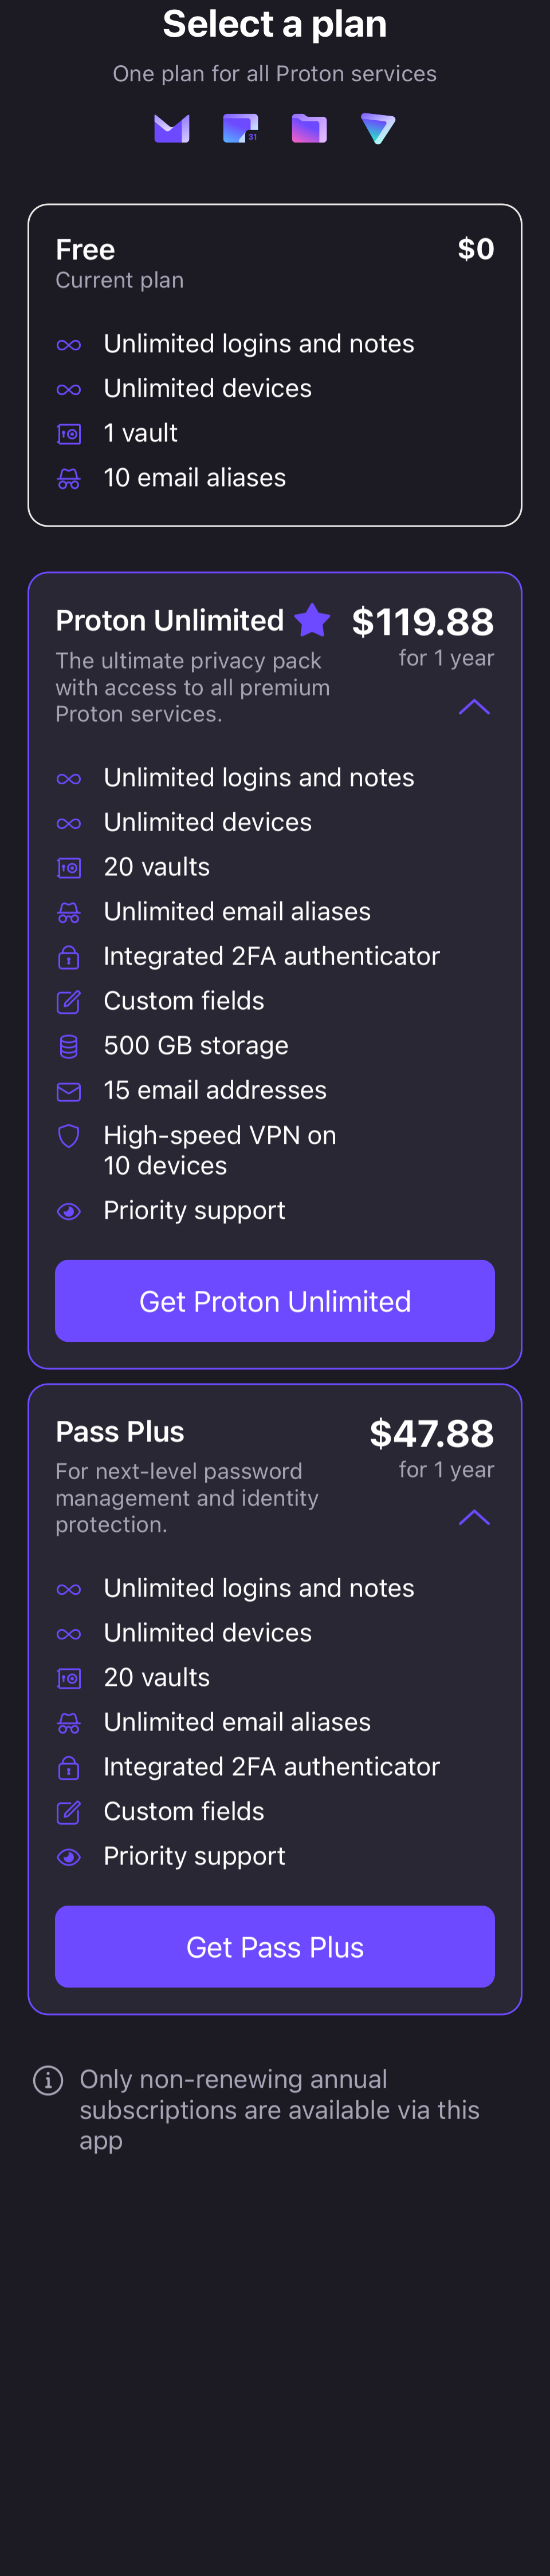 Select a plan
One plan for all Proton services
31
Free
$0
Current plan
Unlimited logins and notes
Unlimited devices
1 vault
10 email aliases
Proton Unlimited
$119.88
for 1 year
The ultimate privacy pack
with access to all premium
Proton services.
Unlimited logins and notes
Unlimited devices
20 vaults
Unlimited email aliases
Integrated 2FA authenticator
Custom fields
500 GB storage
15 email addresses
High-speed VPN on
10 devices
Priority support
Get Proton Unlimited
Pass Plus
$47.88
for 1 year
For next-level password
management and identity
protection.
Unlimited logins and notes
Unlimited devices
20 vaults
Unlimited email aliases
Integrated 2FA authenticator
Custom fields
Priority support
Get Pass Plus
Only non-renewing annual
subscriptions are available via this
app